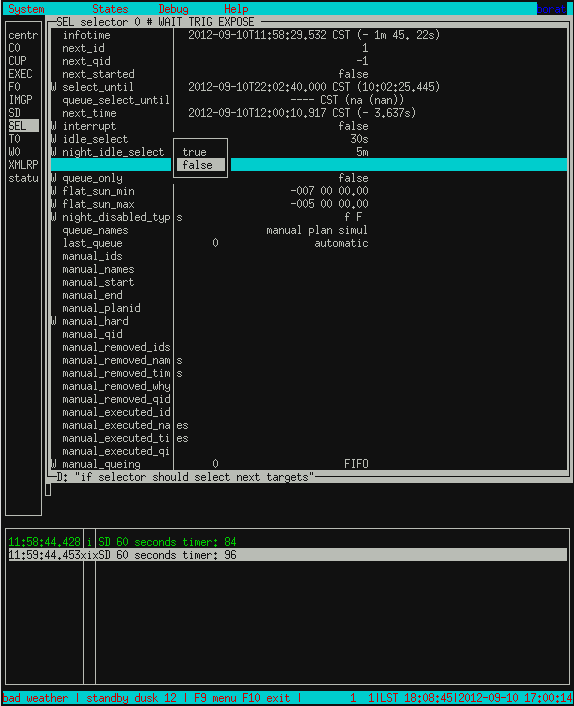 System States Debug Help
SEL selector 0 # WAIT TRIG EXPOSE
centr
C0
CUP
EXEC
F0
IMGP
SD
SEL
T0
W0
XMLRP
statu
infotime 2012-09-10T11:58:29.532 CST (- 1m 45. 22s)
next_id 1
next_qid -1
next_started false
W select_until 2012-09-10T22:02:40.000 CST (10:02:25.445)
queue_select_until ---- CST (na (nan))
next_time 2012-09-10T12:00:10.917 CST (- 3.637s)
W interrupt false
W idle_select 30s
W night_idle_select 5m
true
false
W queue_only false
W flat_sun_min -007 00 00.00
W flat_sun_max -005 00 00.00
W night_disabled_typ s f F
queue_names manual plan simul
last_queue 0 automatic
manual_ids
manual_names
manual_start
manual_end
manual_planid
W manual_hard
manual_qid
manual_removed_ids
manual_removed_nam s
manual_removed_tim s
manual_removed_why
manual_removed_qid
manual_executed_id
manual_executed_na es
manual_executed_ti es
manual_executed_qi
W manual_queing 0 FIFO
D: "if selector should select next targets"
11:58:44.428 i SD 60 seconds timer: 84
11:59:44.453xixSD 60 seconds timer: 96
bad weather | standby dusk 12 | F9 menu F10 exit | 1 1|LST 18:08:45|2012-09-10 17:00:14